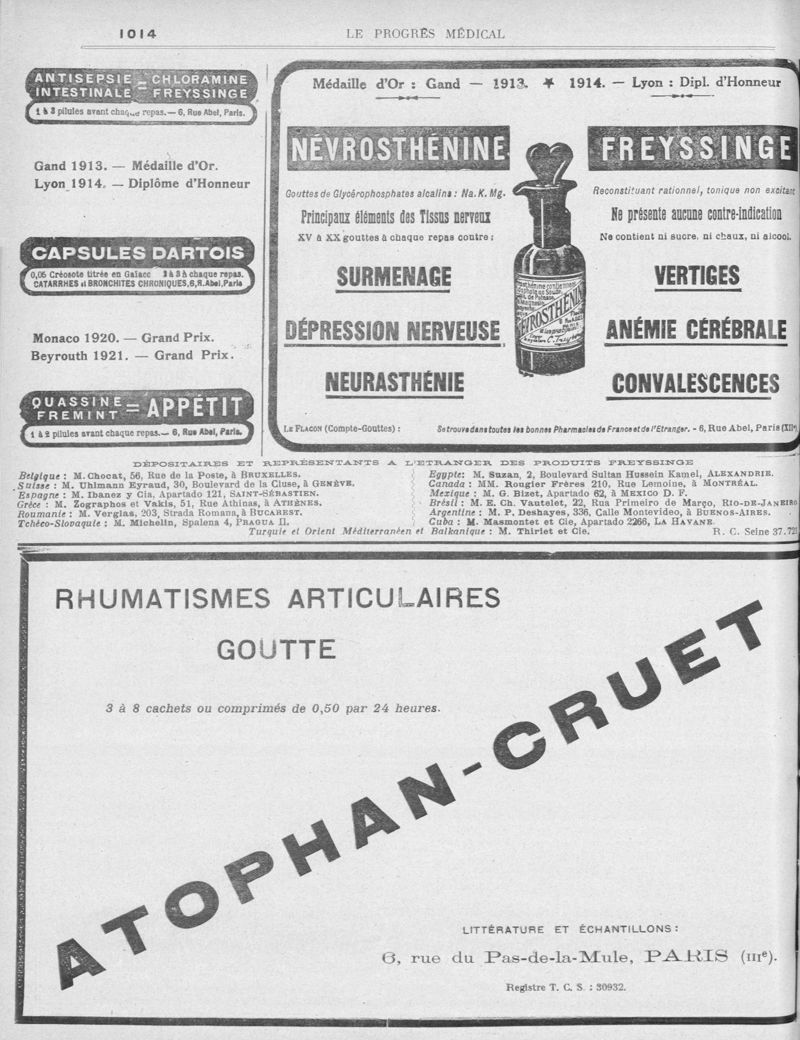 1014
LE PROGRÈS MÉDICAL
ANTISEPSIE = CHLORAMINE
INTESTINALE = FREYSSINGE
1 à 3 pilules avant chaque repas. — 6, Rue Abel, Paris.
Gand 1913. — Médaille d'Or.
Lyon 1914. — Diplôme d'Honneur
CAPSULES DARTOIS
0,05 Créosote titrée en Gaïacc 2 à 3 à chaque repas.
CATARRHES et BRONCHITES CHRONIQUES, 6, R. Abel, Paris
Monaco 1920. — Grand Prix.
Beyrouth 1921. — Grand Prix.
QUASSINE
FREMINT = APPÉTIT
1 à 2 pilules avant chaque repas. — 6, Rue Abel, Paris.
Médaille d'Or : Gand — 1913. ★ 1914. — Lyon : Dipl. d'Honneur
NÉVROSTHÉNINE FREYSSINGE
Gouttes de Glycérophosphates alcalins : Na. K. Mg.
Principaux éléments des Tissus nerveux
XV à XX gouttes à chaque repas contre :
SURMENAGE
DÉPRESSION NERVEUSE
NEURASTHÉNIE
NEVROSTHÉNINE
Reconstituant rationnel, tonique non excitant
Ne présente aucune contre-indication
Ne contient ni sucre, ni chaux, ni alcool.
VERTIGES
ANÉMIE CÉRÉBRALE
CONVALESCENCES
LE FLACON (Compte-Gouttes) : Se trouve dans toutes les bonnes Pharmacies de France et de l'Etranger. - 6, Rue Abel, Paris (XIIe)
DÉPOSITAIRES ET REPRÉSENTANTS A L'ETRANGER DES PRODUITS FREYSSINGE
Belgique : M. Chocat, 56, Rue de la Poste, à BRUXELLES.
Suisse : M. Uhlmann Eyraud, 30, Boulevard de la Cluse, à GENÈVE.
Espagne : M. Ibanez y Cia, Apartado 121, SAINT-SÉBASTIEN.
Grèce : M. Zographos et Vakis, 51, Rue Athinas, à ATHÈNES.
Roumanie : M. Vergias, 203, Strada Romana, à BUCAREST.
Tchéco-Slovaquie : M. Michelin, Spalena 4, PRAGUA II.
Egypte : M. Suzan, 2, Boulevard Sultan Hussein Kamel, ALEXANDRIE.
Canada : MM. Rougier Frères 210, Rue Lemoine, à MONTRÉAL.
Mexique : M. G. Bizet, Apartado 62, à MEXICO D. F.
Brésil : M. E. Ch. Vautelet, 22, Rua Primeiro de Março, RIO-DE-JANEIRO
Argentine : M. P. Deshayes, 336, Calle Montevideo, à BUENOS-AIRES.
Cuba : M. Masmontet et Cie, Apartado 2266, LA HAVANE.
Turquie et Orient Méditerranéen et Balkanique : M. Thiriet et Cie.
R. C. Seine
RHUMATISMES ARTICULAIRES
GOUTTE
3 à 8 cachets ou comprimés de 0,50 par 24 heures.
ATOPHAN-CRUET
LITTÉRATURE ET ÉCHANTILLONS :
6, rue du Pas-de-la-Mule, PARIS (IIIe).
Registre T. C. S. : 30932.